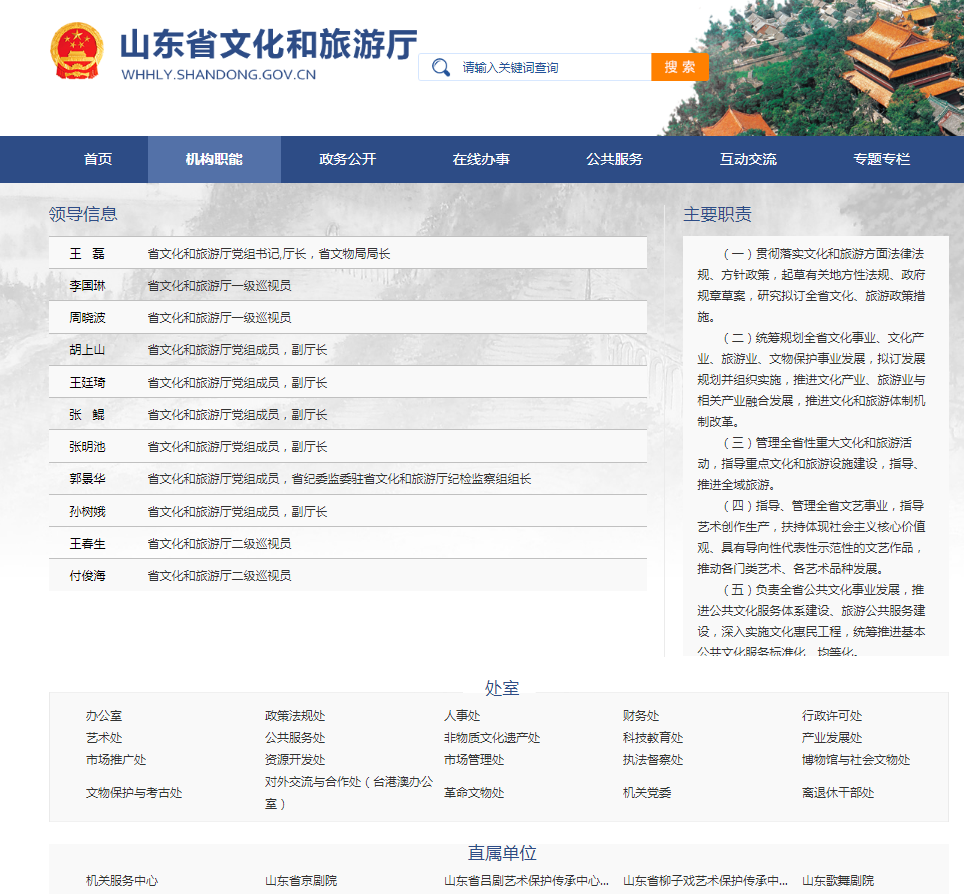 山东省文化和旅游厅
WHHLY.SHANDONG.GOV.CN
请输入关键词查询
搜 索
首页 机构职能 政务公开 在线办事 公共服务 互动交流 专题专栏
领导信息
王 磊 省文化和旅游厅党组书记,厅长，省文物局局长
李国琳 省文化和旅游厅一级巡视员
周晓波 省文化和旅游厅一级巡视员
胡上山 省文化和旅游厅党组成员，副厅长
王廷琦 省文化和旅游厅党组成员，副厅长
张 鲲 省文化和旅游厅党组成员，副厅长
张明池 省文化和旅游厅党组成员，副厅长
郭景华 省文化和旅游厅党组成员，省纪委监委驻省文化和旅游厅纪检监察组组长
孙树娥 省文化和旅游厅党组成员，副厅长
王春生 省文化和旅游厅二级巡视员
付俊海 省文化和旅游厅二级巡视员
主要职责
（一）贯彻落实文化和旅游方面法律法
规、方针政策，起草有关地方性法规、政府
规章草案，研究拟订全省文化、旅游政策措
施。
（二）统筹规划全省文化事业、文化产
业、旅游业、文物保护事业发展，拟订发展
规划并组织实施，推进文化产业、旅游业与
相关产业融合发展，推进文化和旅游体制机
制改革。
（三）管理全省性重大文化和旅游活
动，指导重点文化和旅游设施建设，指导、
推进全域旅游。
（四）指导、管理全省文艺事业，指导
艺术创作生产，扶持体现社会主义核心价值
观、具有导向性代表性示范性的文艺作品，
推动各门类艺术、各艺术品种发展。
（五）负责全省公共文化事业发展，推
进公共文化服务体系建设、旅游公共服务建
设，深入实施文化惠民工程，统筹推进基本
公共文化服务标准化、均等化。
处室
办公室 政策法规处 人事处 财务处 行政许可处
艺术处 公共服务处 非物质文化遗产处 科技教育处 产业发展处
市场推广处 资源开发处 市场管理处 执法督察处 博物馆与社会文物处
文物保护与考古处 对外交流与合作处（台港澳办公
室） 革命文物处 机关党委 离退休干部处
直属单位
机关服务中心 山东省京剧院 山东省吕剧艺术保护传承中心... 山东省柳子戏艺术保护传承中... 山东歌舞剧院